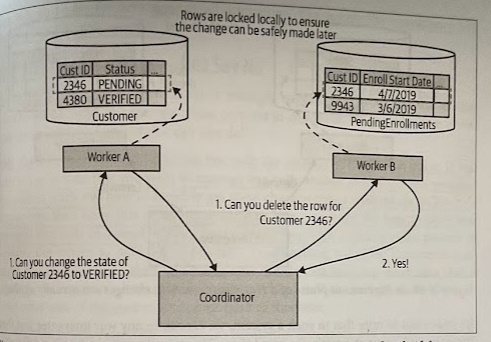 Rows are locked locally to ensure
the change can be safely made later
Cust ID Status ...
2346 PENDING
4380 VERIFIED
Customer
Cust ID Enroll Start Date ...
2346 4/7/2019
9943 3/6/2019
PendingEnrollments
Worker A
Worker B
1. Can you delete the row for
Customer 2346?
1. Can you change the state of
Customer 2346 to VERIFIED?
2. Yes!
Coordinator